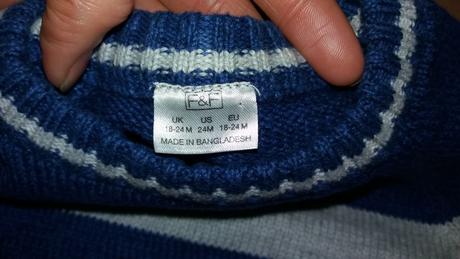 F&F
UK US EU
18-24 M 24M 18-24 M
MADE IN BANGLADESH